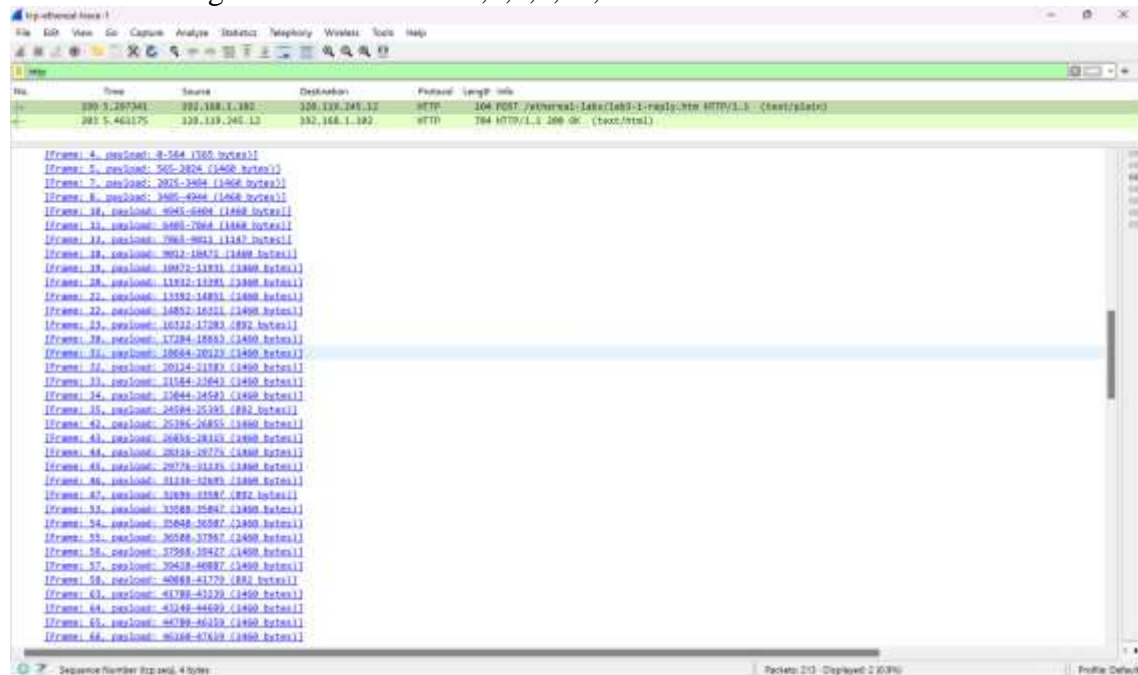 tcp-ethereal-trace-1
File Edit View Go Capture Analyze Statistics Telephony Wireless Tools Help
http
No. Time Source Destination Protocol Length Info
199 5.297341 192.168.1.102 128.119.245.12 HTTP 104 POST /ethereal-labs/lab3-1-reply.htm HTTP/1.1 (text/plain)
203 5.461175 128.119.245.12 192.168.1.102 HTTP 784 HTTP/1.1 200 OK (text/html)
[Frame: 4, payload: 0-564 (565 bytes)]
[Frame: 5, payload: 565-2024 (1460 bytes)]
[Frame: 7, payload: 2025-3484 (1460 bytes)]
[Frame: 8, payload: 3485-4944 (1460 bytes)]
[Frame: 10, payload: 4945-6404 (1460 bytes)]
[Frame: 11, payload: 6405-7864 (1460 bytes)]
[Frame: 13, payload: 7865-9011 (1147 bytes)]
[Frame: 18, payload: 9012-10471 (1460 bytes)]
[Frame: 19, payload: 10472-11931 (1460 bytes)]
[Frame: 20, payload: 11932-13391 (1460 bytes)]
[Frame: payload: 13392-14851 (1460 bytes)]
[Frame: 22, payload: 14852-16311 (1460 bytes)]
[Frame: 23, payload: 16312-17203 (892 bytes)]
[Frame: 30, payload: 17204-18663 (1460 bytes)]
[Frame: 31, payload: 18664-20123 (1460 bytes)]
[Frame: 32, payload: 20124-21583 (1460 bytes)]
[Frame: 33, payload: 21584-23043 (1460 bytes)]
[Frame: 34, payload: 23044-24503 (1460 bytes)]
[Frame: 35, payload: 24504-25395 (892 bytes)]
[Frame: 42, payload: 25396-26855 (1460 bytes)]
[Frame: 43, payload: 26856-28315 (1460 bytes)]
[Frame: 44, payload: 28316-29775 (1460 bytes)]
[Frame: 45, payload: 29776-31235 (1460 bytes)]
[Frame: 46, payload: 31236-32695 (1460 bytes)]
[Frame: 47, payload: 32696-33587 (892 bytes)]
[Frame: 53, payload: 33588-35047 (1460 bytes)]
[Frame: 54, payload: 35048-36507 (1460 bytes)]
[Frame: 55, payload: 36508-37967 (1460 bytes)]
[Frame: 56, payload: 37968-39427 (1460 bytes)]
[Frame: 57, payload: 39428-40887 (1460 bytes)]
[Frame: 58, payload: 40888-41779 (892 bytes)]
[Frame: 63, payload: 41780-43239 (1460 bytes)]
[Frame: 64, payload: 43240-44699 (1460 bytes)]
[Frame: 65, payload: 44700-46159 (1460 bytes)]
[Frame: 66, payload: 46160-47619 (1460 bytes)]
Sequence Number (tcp.seq), 4 bytes
Packets: 213 · Displayed: 2 (0.9%)
Profile: Default